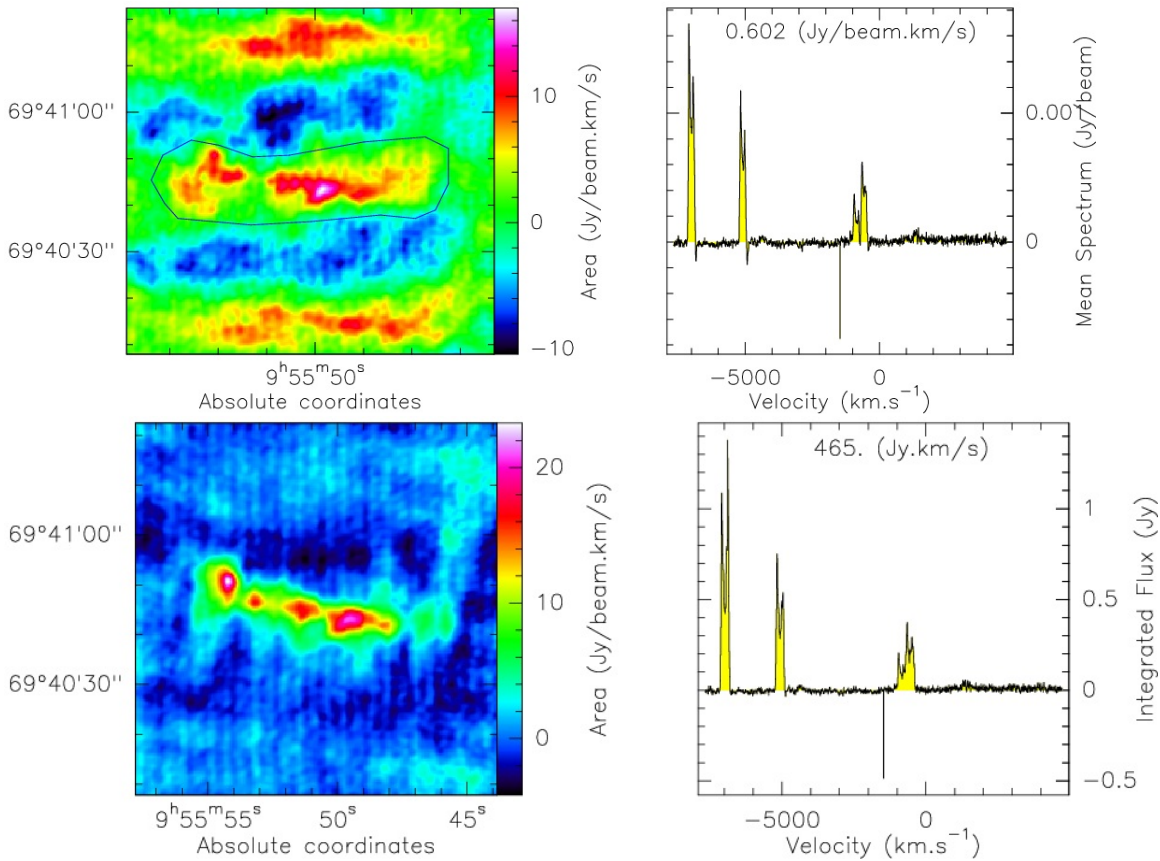 69°41'00''
69°40'30''
9ʰ55ᵐ50ˢ
Absolute coordinates
10
0
−10
Area (Jy/beam.km/s)
0.602 (Jy/beam.km/s)
0.00
0
Mean Spectrum (Jy/beam)
−5000
0
Velocity (km.s⁻¹)
69°41'00''
69°40'30''
9ʰ55ᵐ55ˢ
50ˢ
45ˢ
Absolute coordinates
20
10
0
Area (Jy/beam.km/s)
465. (Jy.km/s)
1
0.5
0
−0.5
Integrated Flux (Jy)
−5000
0
Velocity (km.s⁻¹)